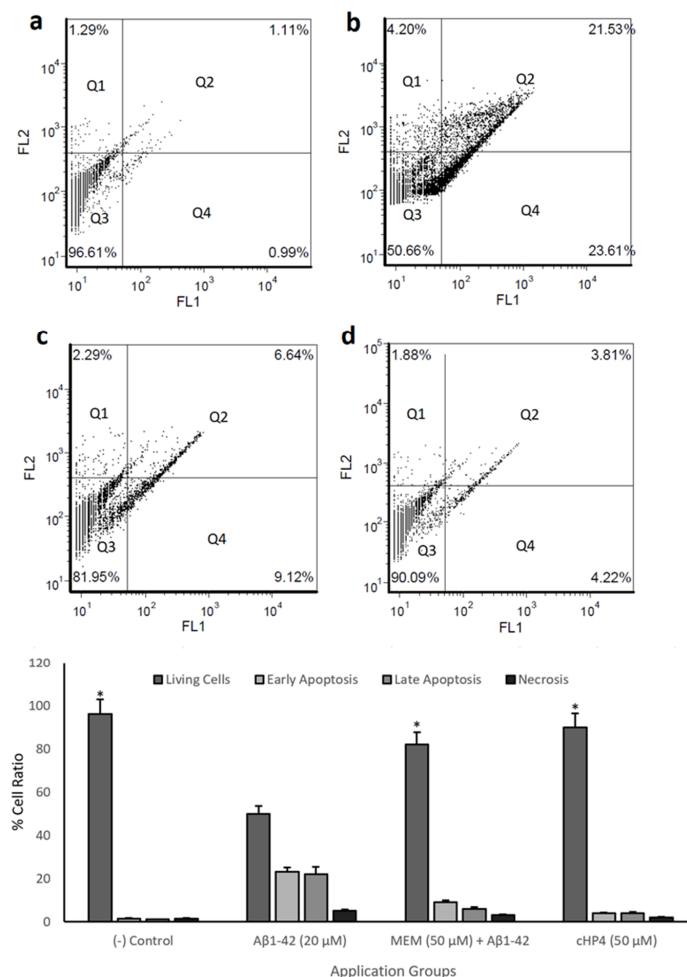 a
1.29% 1.11%
Q1 Q2
Q3 Q4
96.61% 0.99%
10⁴
10³
10²
10¹
FL2
10¹ 10² 10³ 10⁴
FL1
b
4.20% 21.53%
Q1 Q2
Q3 Q4
50.66% 23.61%
10⁴
10³
10²
10¹
FL2
10¹ 10² 10³ 10⁴
FL1
c
2.29% 6.64%
Q1 Q2
Q3 Q4
81.95% 9.12%
10⁴
10³
10²
10¹
FL2
10¹ 10² 10³ 10⁴
FL1
d
1.88% 3.81%
Q1 Q2
Q3 Q4
90.09% 4.22%
10⁵
10⁴
10³
10²
10¹
FL2
10¹ 10² 10³ 10⁴
FL1
120
100
80
60
40
20
0
% Cell Ratio
Living Cells Early Apoptosis Late Apoptosis Necrosis
* * *
(-) Control Aβ1-42 (20 μM) MEM (50 μM) + Aβ1-42 cHP4 (50 μM)
Application Groups